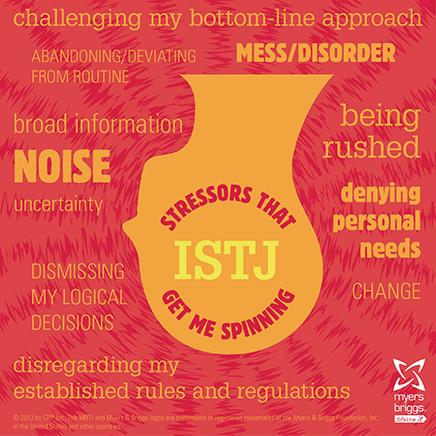 challenging my bottom-line approach
ABANDONING/DEVIATING
FROM ROUTINE
MESS/DISORDER
broad information
being
rushed
NOISE
uncertainty
denying
personal
needs
STRESSORS THAT
ISTJ
GET ME SPINNING
DISMISSING
MY LOGICAL
DECISIONS
CHANGE
disregarding my
established rules and regulations
myers
briggs.
© 2013 by CPP, Inc. The MBTI and Myers & Briggs logos are trademarks or registered trademarks of the Myers & Briggs Foundation, Inc.,
in the United States and other countries.